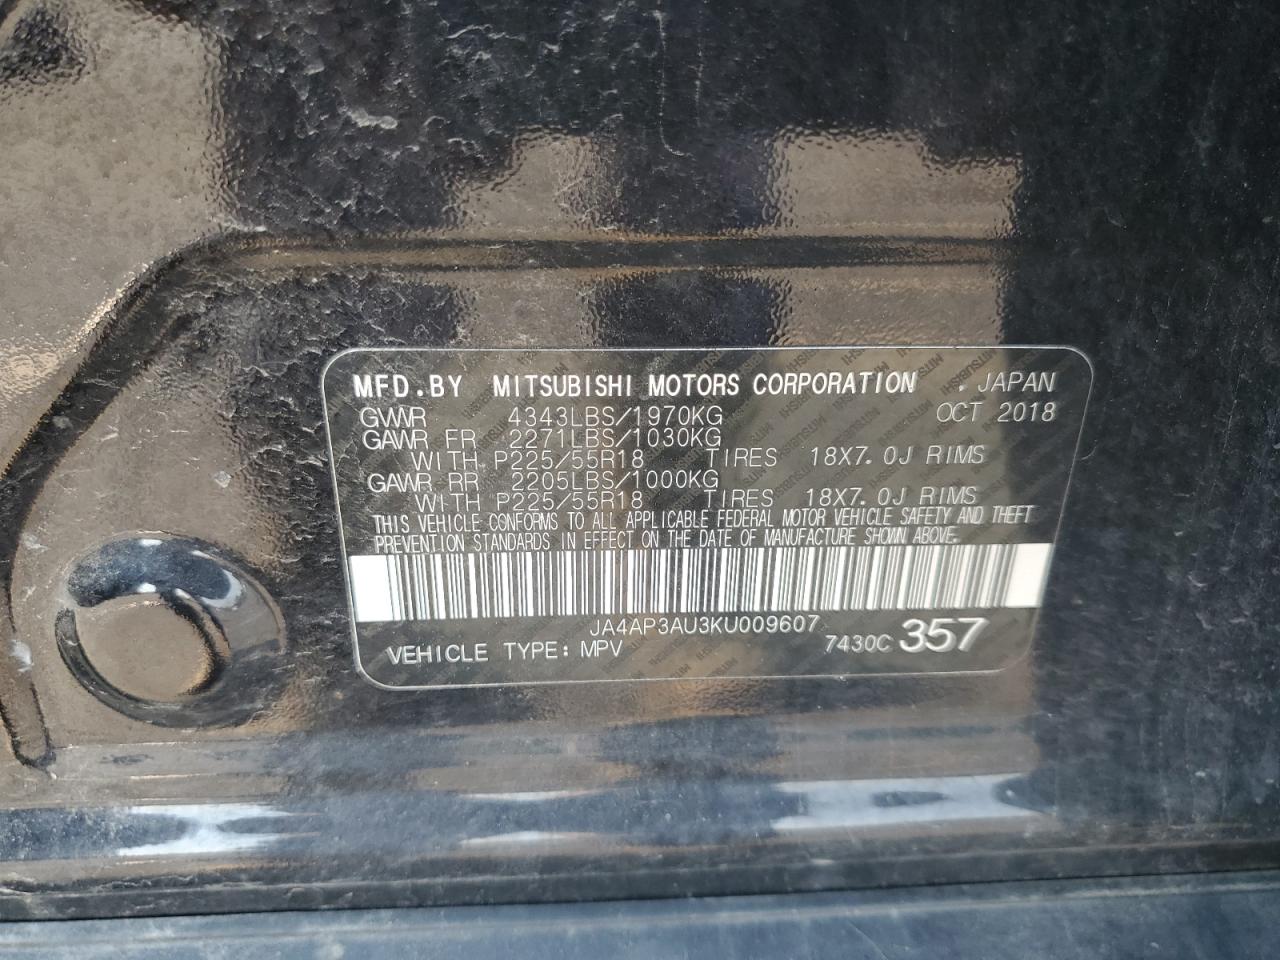 MFD.BY MITSUBISHI MOTORS CORPORATION . JAPAN
GVWR 4343LBS/1970KG OCT 2018
GAWR FR 2271LBS/1030KG
WITH P225/55R18 TIRES 18X7.0J RIMS
GAWR RR 2205LBS/1000KG
WITH P225/55R18 TIRES 18X7.0J RIMS
THIS VEHICLE CONFORMS TO ALL APPLICABLE FEDERAL MOTOR VEHICLE SAFETY AND THEFT
PREVENTION STANDARDS IN EFFECT ON THE DATE OF MANUFACTURE SHOWN ABOVE.
JA4AP3AU3KU009607
VEHICLE TYPE: MPV 7430C 357